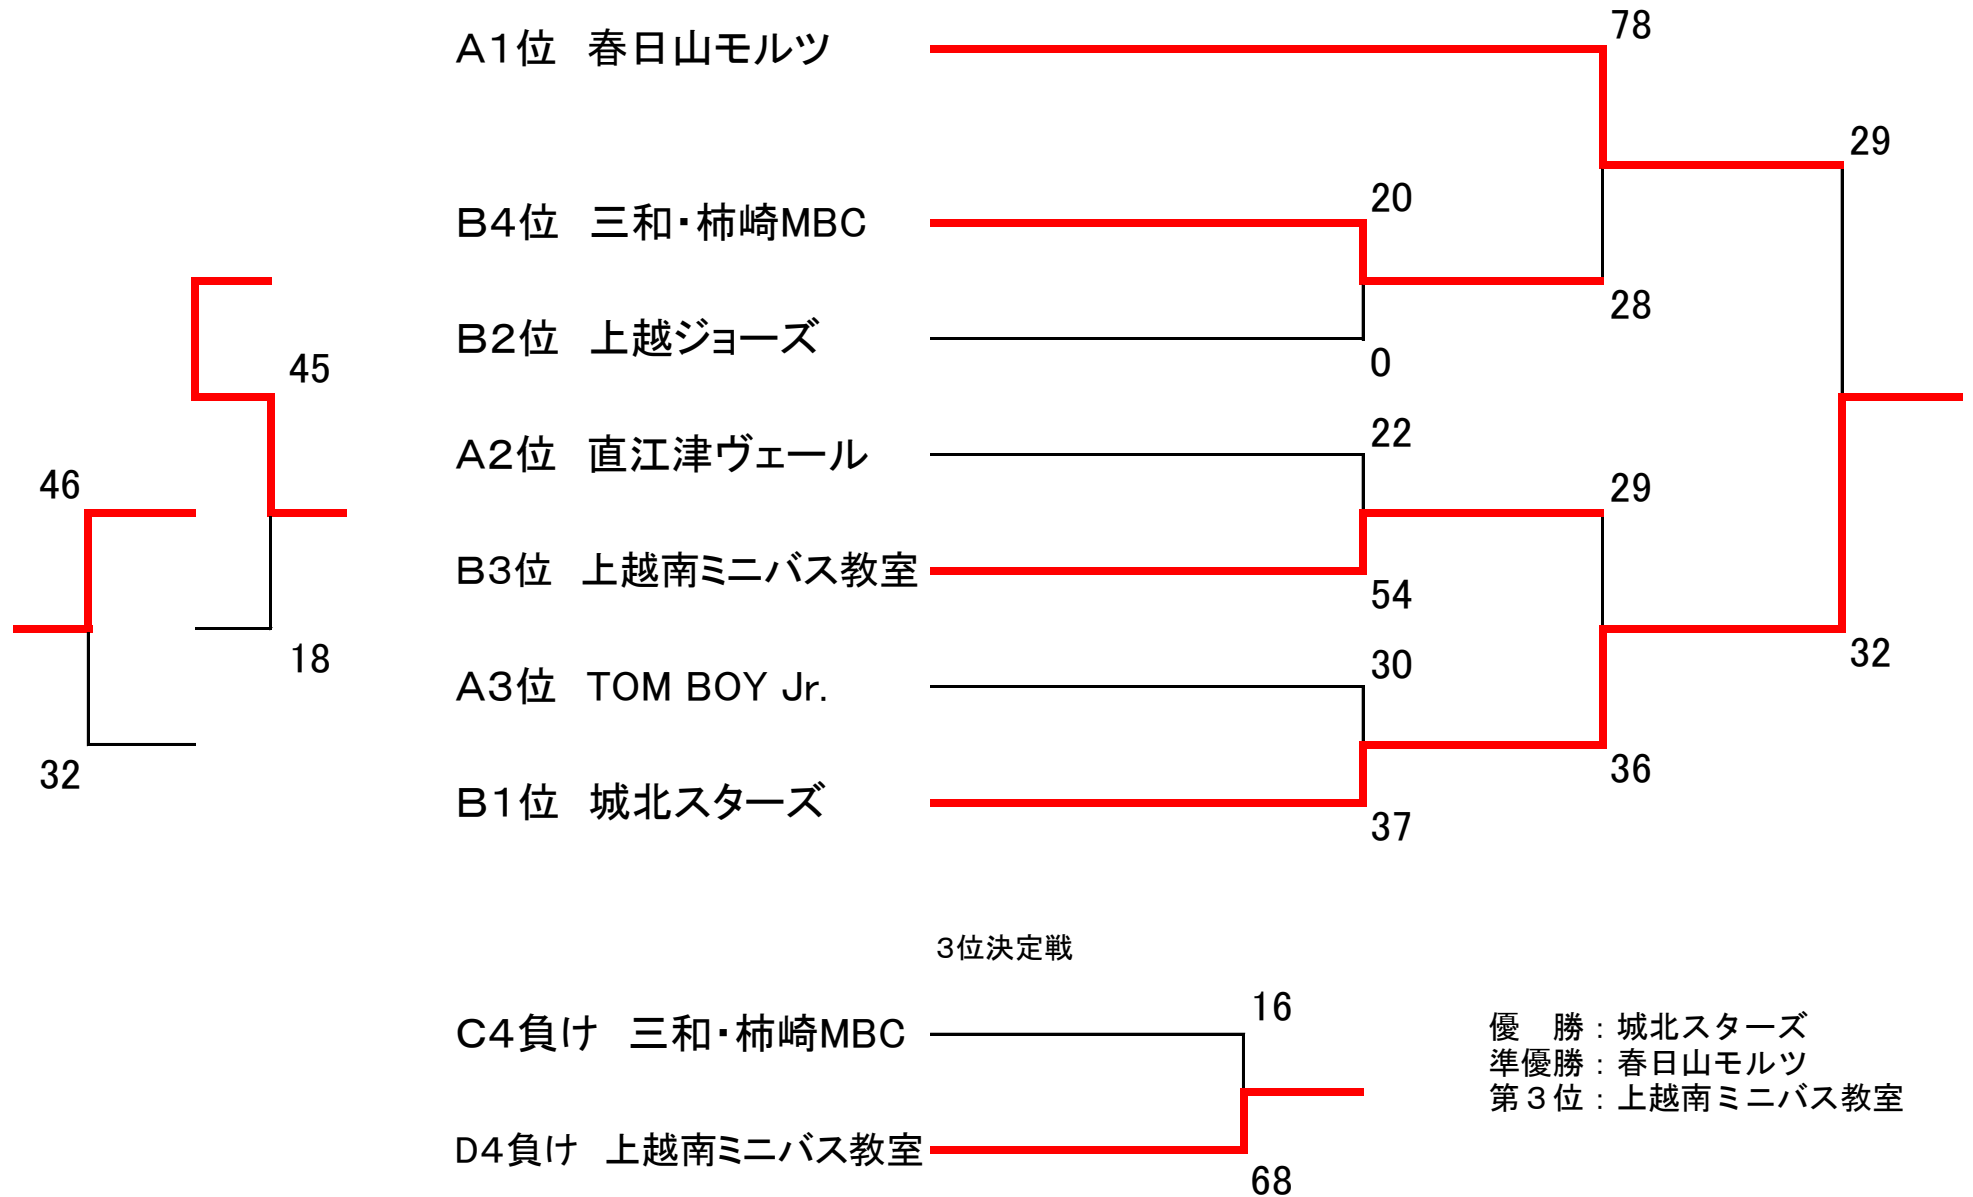 78
A1位　春日山モルツ
29
20
B4位　三和・柿崎MBC
28
B2位　上越ジョーズ
0
45
22
A2位　直江津ヴェール
46
29
B3位　上越南ミニバス教室
54
18
30
32
A3位　TOM BOY Jr.
32
36
B1位　城北スターズ
37
3位決定戦
16
C4負け　三和・柿崎MBC
優　勝：城北スターズ
準優勝：春日山モルツ
第３位：上越南ミニバス教室
D4負け　上越南ミニバス教室
68